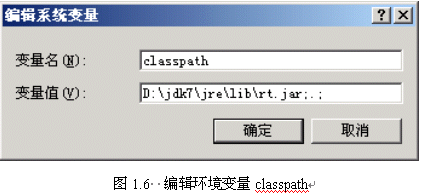 编辑系统变量
变量名(N): classpath
变量值(V): D:\jdk7\jre\lib\rt.jar;.;
确定 取消
图 1.6 编辑环境变量 classpath